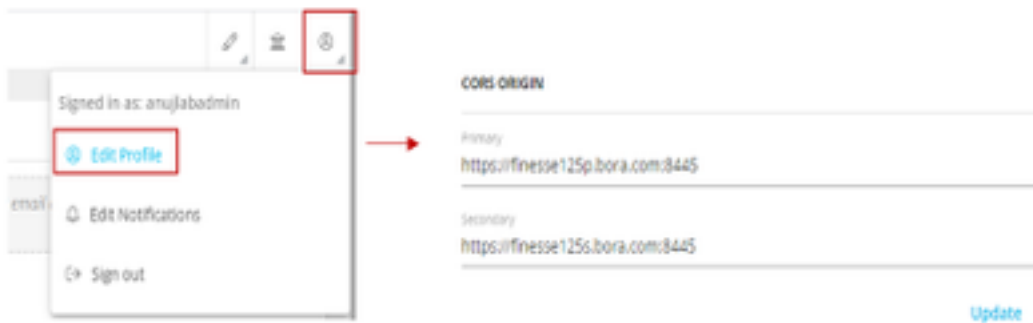 Signed in as: anujlabadmin
Edit Profile
email
Edit Notifications
Sign out
CORS ORIGIN
Primary
https://finesse125p.bora.com:8445
Secondary
https://finesse125s.bora.com:8445
Update